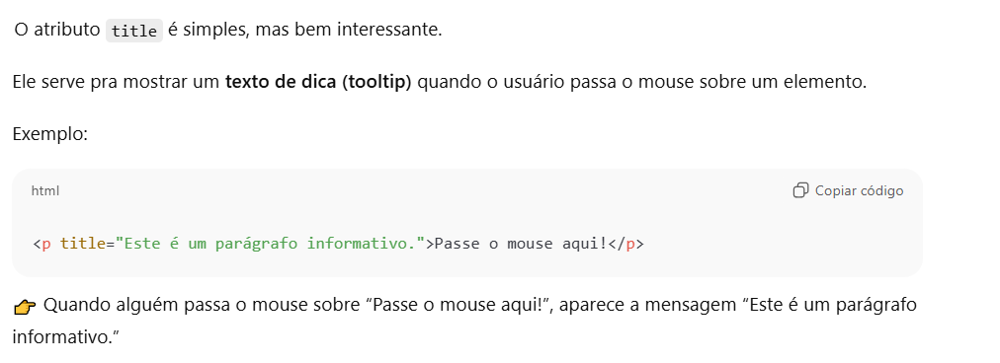 O atributo title é simples, mas bem interessante.
Ele serve pra mostrar um texto de dica (tooltip) quando o usuário passa o mouse sobre um elemento.
Exemplo:
html
Copiar código
<p title="Este é um parágrafo informativo.">Passe o mouse aqui!</p>
👉 Quando alguém passa o mouse sobre “Passe o mouse aqui!”, aparece a mensagem “Este é um parágrafo
informativo.”